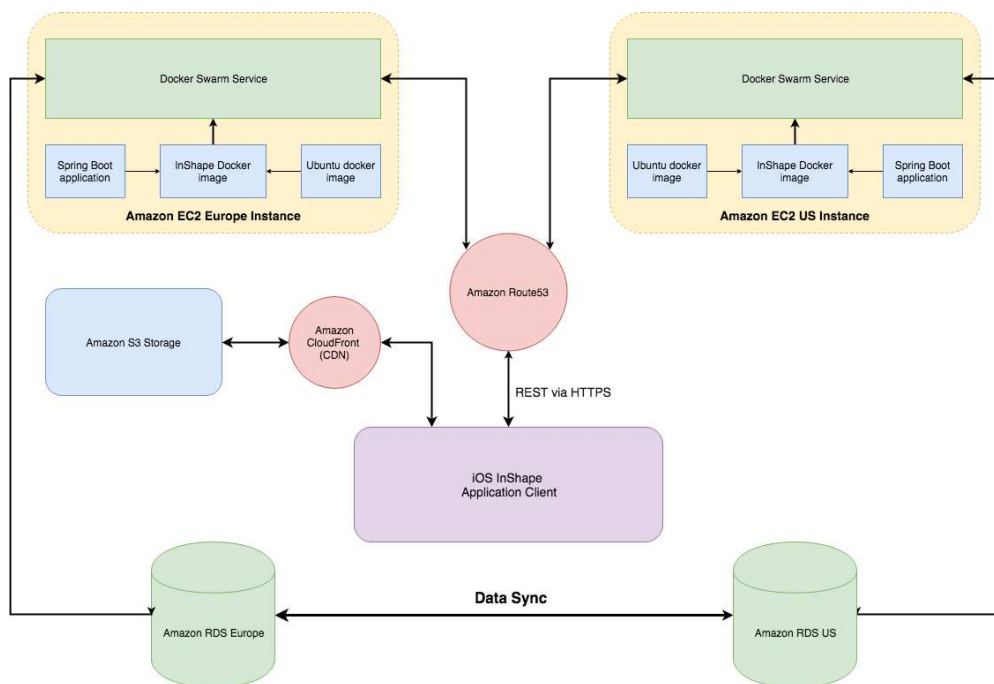 Docker Swarm Service
Spring Boot
application
InShape Docker
image
Ubuntu docker
image
Amazon EC2 Europe Instance
Docker Swarm Service
Ubuntu docker
image
InShape Docker
image
Spring Boot
application
Amazon EC2 US Instance
Amazon Route53
Amazon S3 Storage
Amazon
CloudFront
(CDN)
REST via HTTPS
iOS InShape
Application Client
Data Sync
Amazon RDS Europe
Amazon RDS US